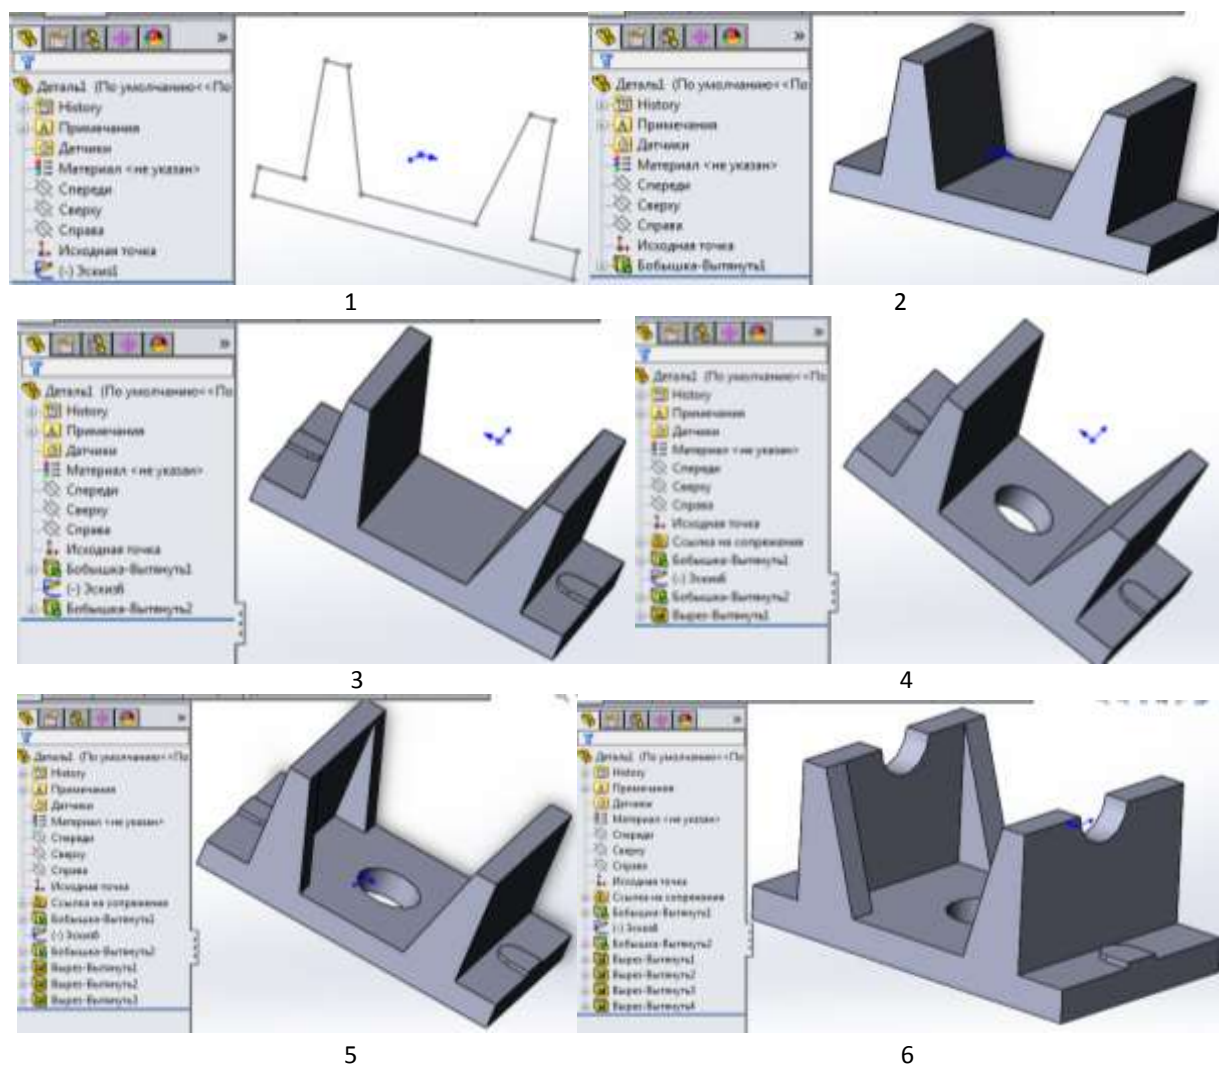 Деталь1 (По умолчанию<<По
History
Примечания
Датчики
Материал <не указан>
Спереди
Сверху
Справа
Исходная точка
(-) Эскиз1
1
Деталь1 (По умолчанию<<По
History
Примечания
Датчики
Материал <не указан>
Спереди
Сверху
Справа
Исходная точка
Бобышка-Вытянуть1
2
Деталь1 (По умолчанию<<По
History
Примечания
Датчики
Материал <не указан>
Спереди
Сверху
Справа
Исходная точка
Бобышка-Вытянуть1
(-) Эскиз6
Бобышка-Вытянуть2
3
Деталь1 (По умолчанию<<По
History
Примечания
Датчики
Материал <не указан>
Спереди
Сверху
Справа
Исходная точка
Ссылка на сопряжения
Бобышка-Вытянуть1
(-) Эскиз6
Бобышка-Вытянуть2
Вырез-Вытянуть1
4
Деталь1 (По умолчанию<<По
History
Примечания
Датчики
Материал <не указан>
Спереди
Сверху
Справа
Исходная точка
Ссылка на сопряжения
Бобышка-Вытянуть1
(-) Эскиз6
Бобышка-Вытянуть2
Вырез-Вытянуть1
Вырез-Вытянуть2
Вырез-Вытянуть3
5
Деталь1 (По умолчанию<<По
History
Примечания
Датчики
Материал <не указан>
Спереди
Сверху
Справа
Исходная точка
Ссылка на сопряжения
Бобышка-Вытянуть1
(-) Эскиз6
Бобышка-Вытянуть2
Вырез-Вытянуть1
Вырез-Вытянуть2
Вырез-Вытянуть3
Вырез-Вытянуть4
6